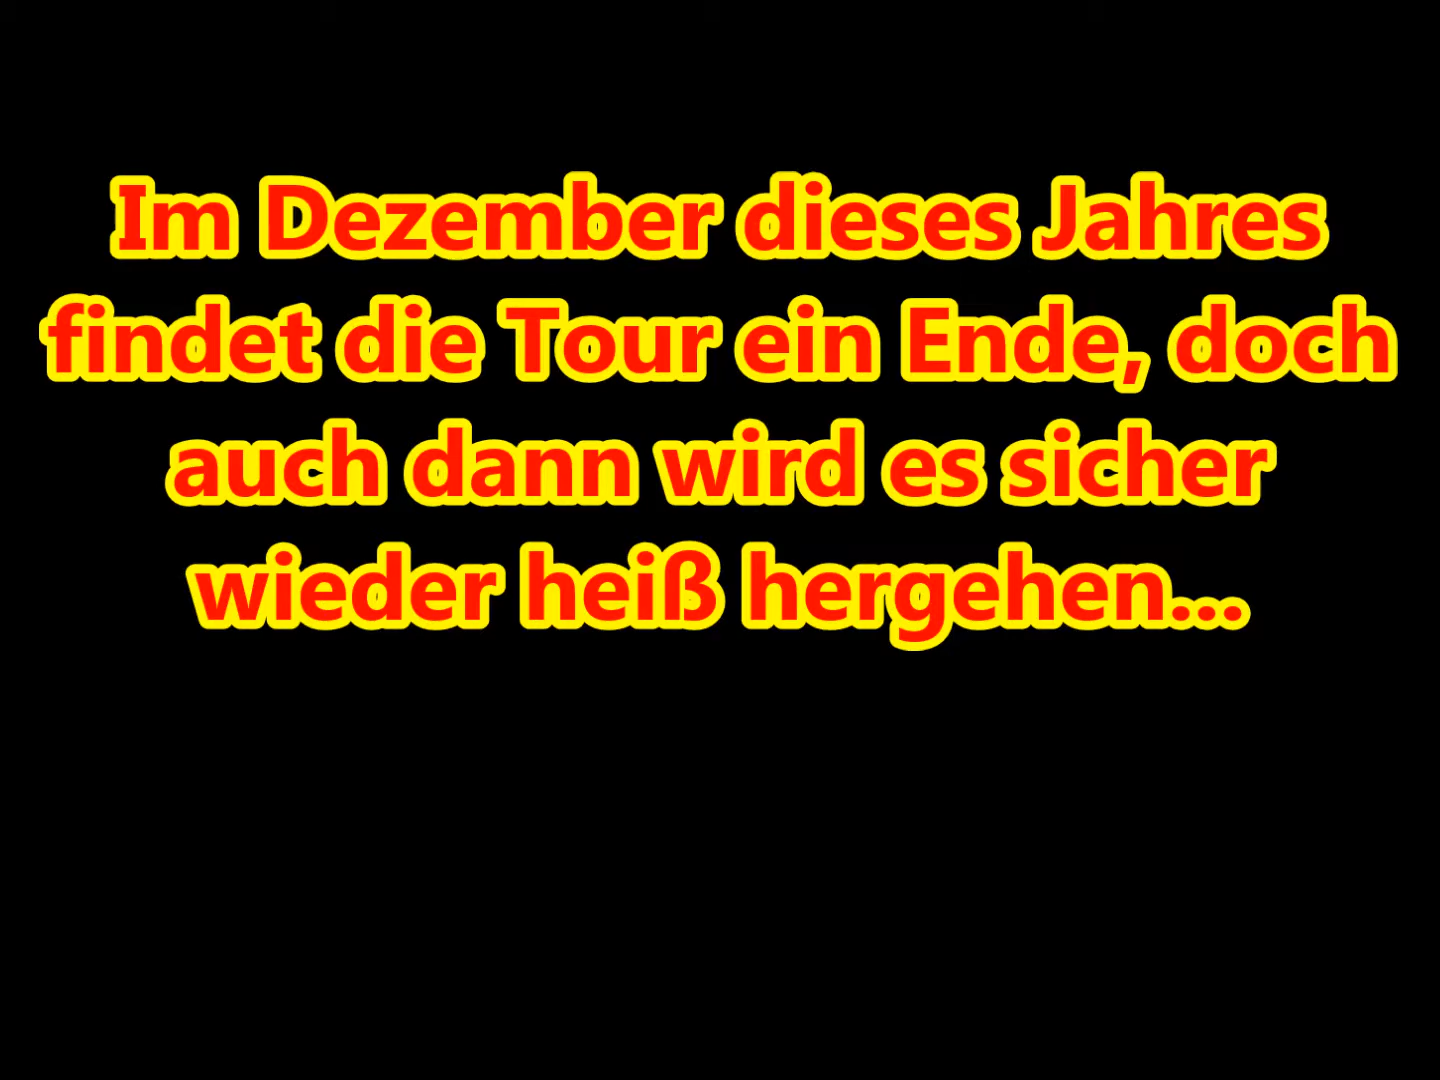 Im Dezember dieses Jahres
findet die Tour ein Ende, doch
auch dann wird es sicher
wieder heiß hergehen...